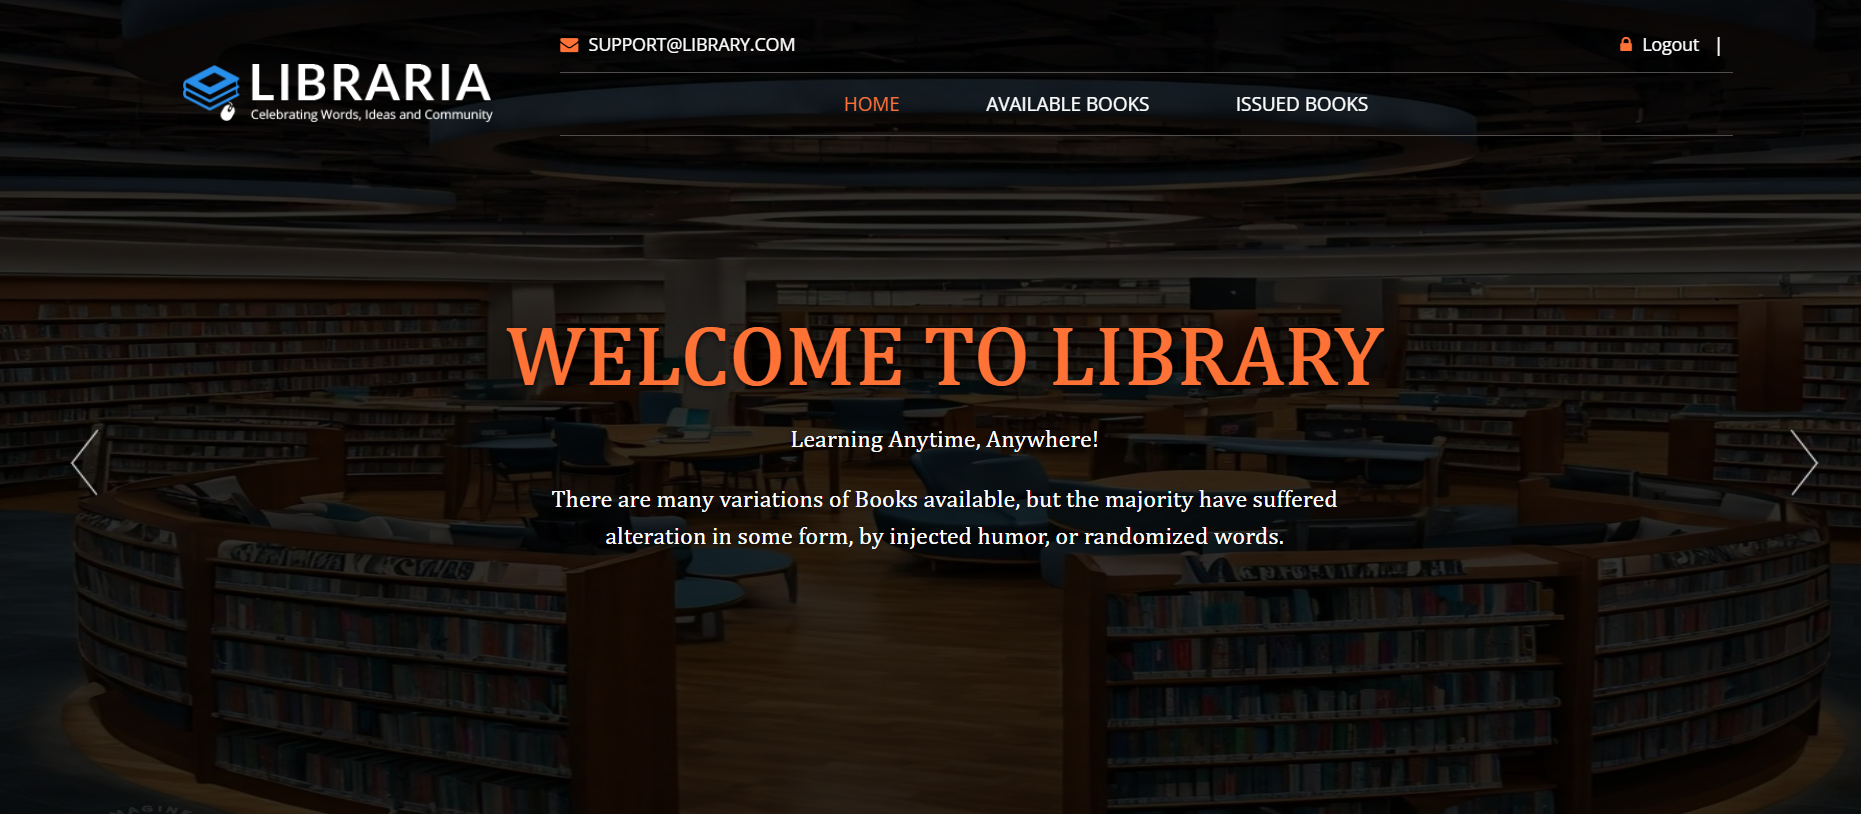 SUPPORT@LIBRARY.COM
Logout |
LIBRARIA
Celebrating Words, Ideas and Community
HOME
AVAILABLE BOOKS
ISSUED BOOKS
WELCOME TO LIBRARY
Learning Anytime, Anywhere!
There are many variations of Books available, but the majority have suffered
alteration in some form, by injected humor, or randomized words.